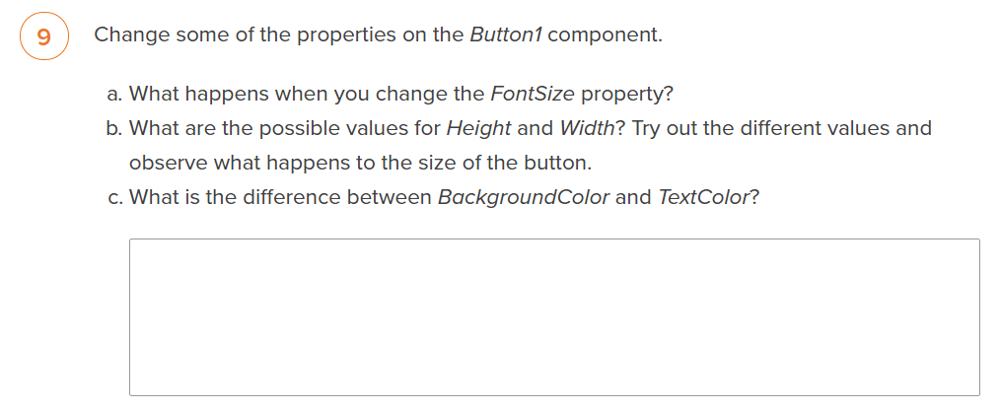 9 Change some of the properties on the Button1 component.
a. What happens when you change the FontSize property?
b. What are the possible values for Height and Width? Try out the different values and
observe what happens to the size of the button.
c. What is the difference between BackgroundColor and TextColor?